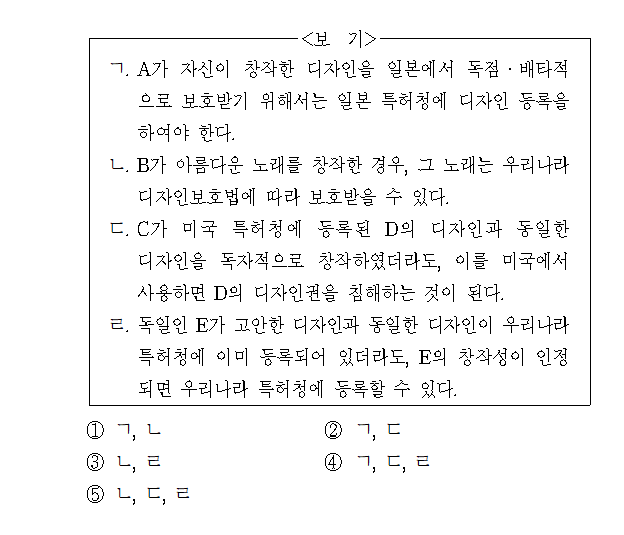 <보 기>
ㄱ. A가 자신이 창작한 디자인을 일본에서 독점·배타적
으로 보호받기 위해서는 일본 특허청에 디자인 등록을
하여야 한다.
ㄴ. B가 아름다운 노래를 창작한 경우, 그 노래는 우리나라
디자인보호법에 따라 보호받을 수 있다.
ㄷ. C가 미국 특허청에 등록된 D의 디자인과 동일한
디자인을 독자적으로 창작하였더라도, 이를 미국에서
사용하면 D의 디자인권을 침해하는 것이 된다.
ㄹ. 독일인 E가 고안한 디자인과 동일한 디자인이 우리나라
특허청에 이미 등록되어 있더라도, E의 창작성이 인정
되면 우리나라 특허청에 등록할 수 있다.
① ㄱ, ㄴ ② ㄱ, ㄷ
③ ㄴ, ㄹ ④ ㄱ, ㄷ, ㄹ
⑤ ㄴ, ㄷ, ㄹ